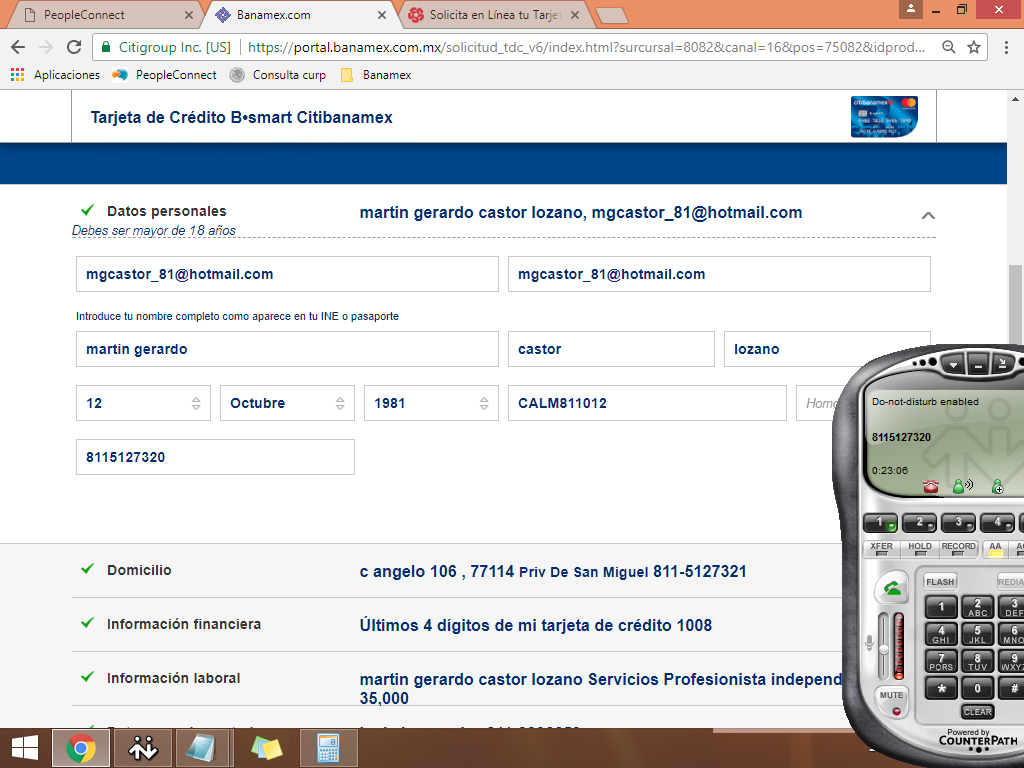 PeopleConnect
Banamex.com
Solicita en Línea tu Tarjet
Citigroup Inc. [US]
https://portal.banamex.com.mx/solicitud_tdc_v6/index.html?surcursal=8082&canal=16&pos=75082&idprod...
Aplicaciones
PeopleConnect
Consulta curp
Banamex
Tarjeta de Crédito B•smart Citibanamex
citibanamex
Datos personales
martin gerardo castor lozano, mgcastor_81@hotmail.com
Debes ser mayor de 18 años
mgcastor_81@hotmail.com
mgcastor_81@hotmail.com
Introduce tu nombre completo como aparece en tu INE o pasaporte
martin gerardo
castor
lozano
12
Octubre
1981
CALM811012
Homo
8115127320
Domicilio
c angelo 106 , 77114 Priv De San Miguel 811-5127321
Información financiera
Últimos 4 dígitos de mi tarjeta de crédito 1008
Información laboral
martin gerardo castor lozano Servicios Profesionista independ
35,000
Do-not-disturb enabled
8115127320
0:23:06
1
2
3
4
XFER
HOLD
RECORD
AA
AC
FLASH
REDIA
1
2 ABC
3 DEF
4 GHI
5 JKL
6 MNO
7 PQRS
8 TUV
9 WXYZ
*
0
#
MUTE
CLEAR
Powered by
COUNTERPATH